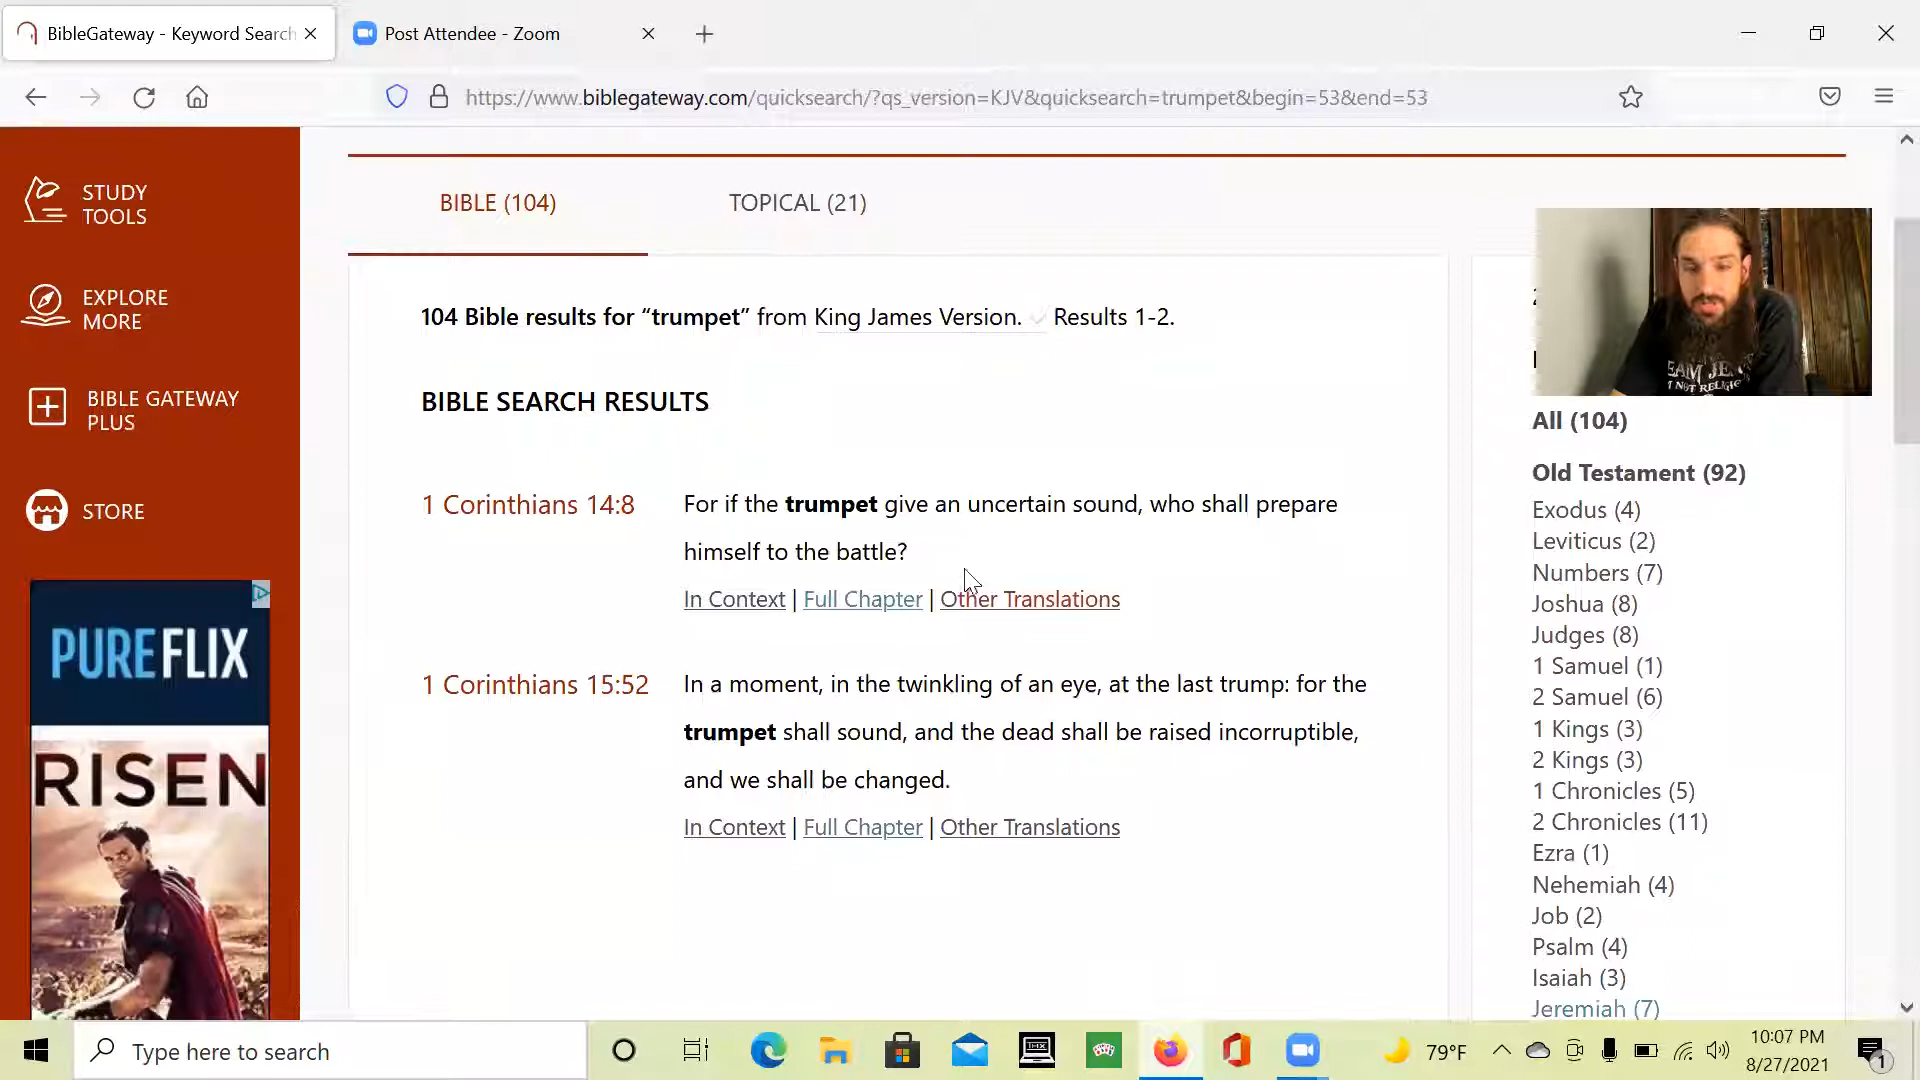 BibleGateway - Keyword Search
Post Attendee - Zoom
https://www.biblegateway.com/quicksearch/?qs_version=KJV&quicksearch=trumpet&begin=53&end=53
STUDY
TOOLS
EXPLORE
MORE
BIBLE GATEWAY
PLUS
STORE
PUREFLIX
RISEN
BIBLE (104)
TOPICAL (21)
104 Bible results for “trumpet” from King James Version. Results 1-2.
BIBLE SEARCH RESULTS
1 Corinthians 14:8
For if the trumpet give an uncertain sound, who shall prepare
himself to the battle?
In Context | Full Chapter | Other Translations
1 Corinthians 15:52
In a moment, in the twinkling of an eye, at the last trump: for the
trumpet shall sound, and the dead shall be raised incorruptible,
and we shall be changed.
In Context | Full Chapter | Other Translations
All (104)
Old Testament (92)
Exodus (4)
Leviticus (2)
Numbers (7)
Joshua (8)
Judges (8)
1 Samuel (1)
2 Samuel (6)
1 Kings (3)
2 Kings (3)
1 Chronicles (5)
2 Chronicles (11)
Ezra (1)
Nehemiah (4)
Job (2)
Psalm (4)
Isaiah (3)
Jeremiah (7)
Type here to search
79°F
10:07 PM
8/27/2021
1